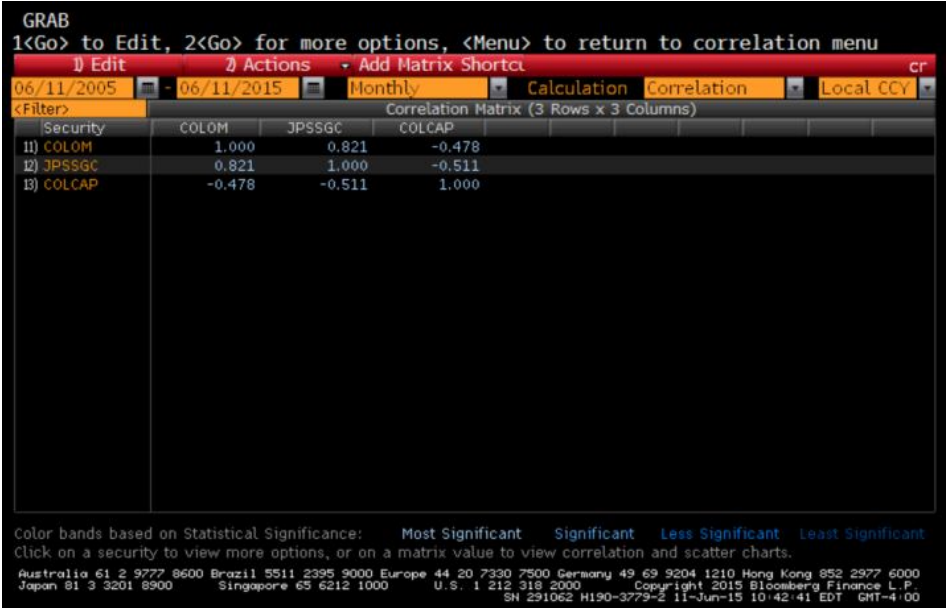 GRAB
1<Go> to Edit, 2<Go> for more options, <Menu> to return to correlation menu
1) Edit 2) Actions Add Matrix Shortcu cr
06/11/2005 - 06/11/2015 Monthly Calculation Correlation Local CCY
<Filter> Correlation Matrix (3 Rows x 3 Columns)
Security COLOM JPSSGC COLCAP
11) COLOM 1.000 0.821 -0.478
12) JPSSGC 0.821 1.000 -0.511
13) COLCAP -0.478 -0.511 1.000
Color bands based on Statistical Significance: Most Significant Significant Less Significant Least Significant
Click on a security to view more options, or on a matrix value to view correlation and scatter charts.
Australia 61 2 9777 8600 Brazil 5511 2395 9000 Europe 44 20 7330 7500 Germany 49 69 9204 1210 Hong Kong 852 2977 6000
Japan 81 3 3201 8900 Singapore 65 6212 1000 U.S. 1 212 318 2000 Copyright 2015 Bloomberg Finance L.P.
SN 291062 H190-3779-2 11-Jun-15 10:42:41 EDT GMT-4:00